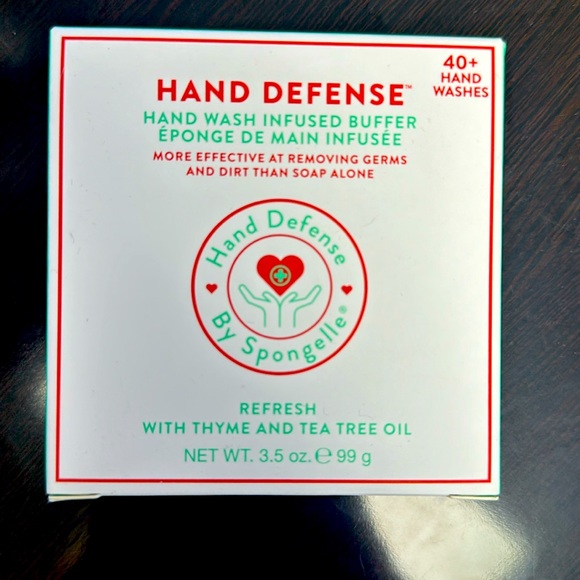 HAND DEFENSE™
40+
HAND
WASHES
HAND WASH INFUSED BUFFER
ÉPONGE DE MAIN INFUSÉE
MORE EFFECTIVE AT REMOVING GERMS
AND DIRT THAN SOAP ALONE
Hand Defense
By Spongelle®
REFRESH
WITH THYME AND TEA TREE OIL
NET WT. 3.5 oz. ℮ 99 g